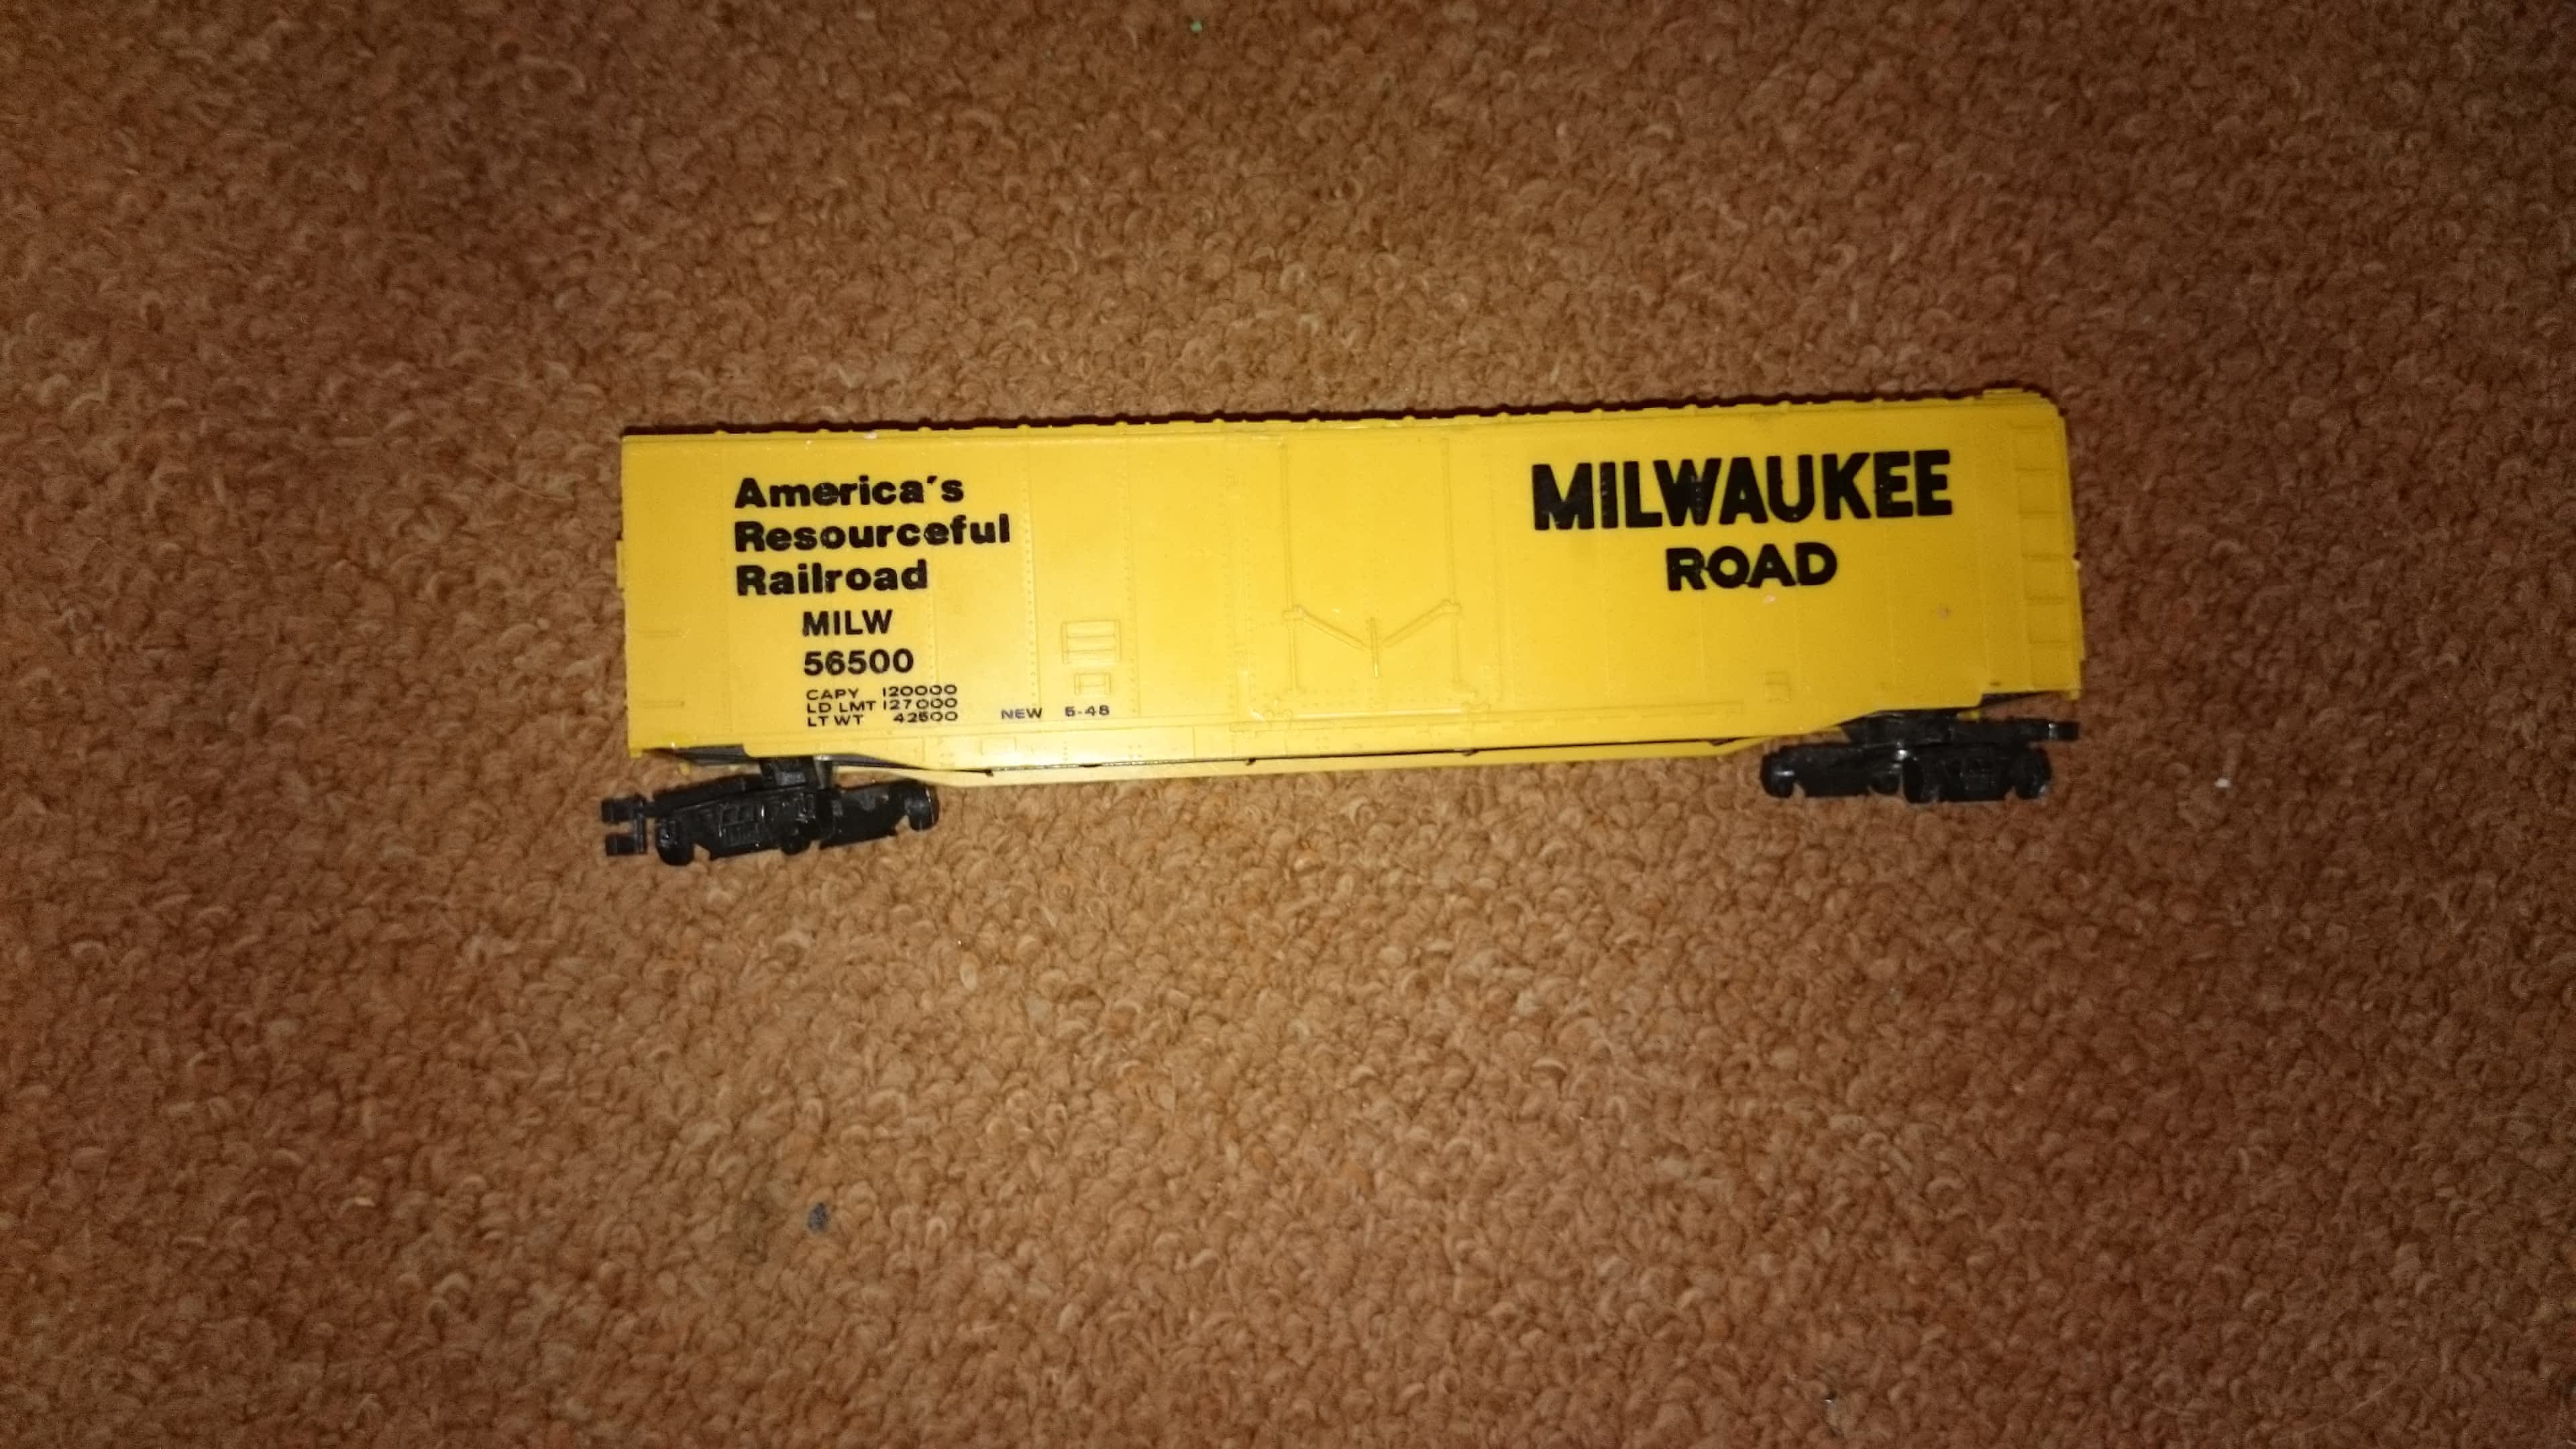 America's
Resourceful
Railroad
MILW
56500
CAPY 120000
LD LMT 127000
LT WT 42500
NEW 5-48
MILWAUKEE
ROAD